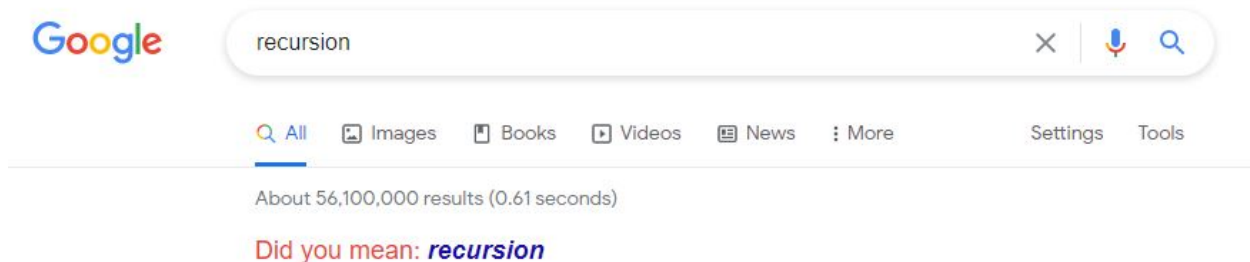 Google recursion
All Images Books Videos News More Settings Tools
About 56,100,000 results (0.61 seconds)
Did you mean: recursion